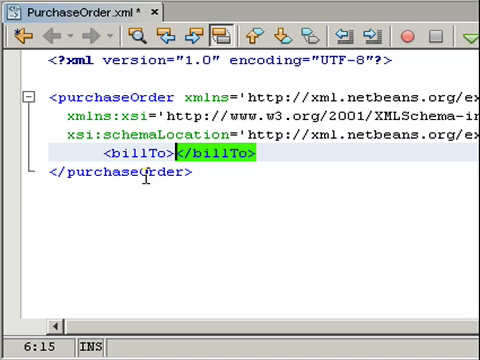 PurchaseOrder.xml * ×
<?xml version="1.0" encoding="UTF-8"?>
<purchaseOrder xmlns='http://xml.netbeans.org/ex
xmlns:xsi='http://www.w3.org/2001/XMLSchema-in
xsi:schemaLocation='http://xml.netbeans.org/ex
<billTo></billTo>
</purchaseOrder>
6:15 INS